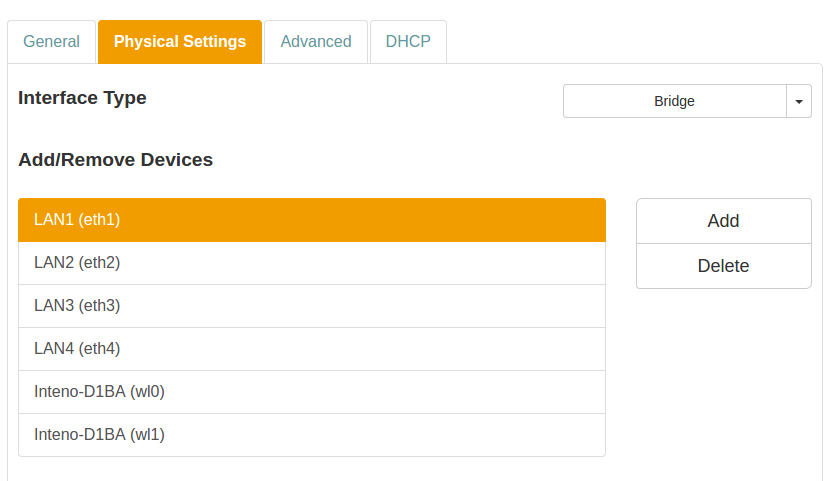 General Physical Settings Advanced DHCP
Interface Type Bridge
Add/Remove Devices
LAN1 (eth1) Add
LAN2 (eth2)
Delete
LAN3 (eth3)
LAN4 (eth4)
Inteno-D1BA (wl0)
Inteno-D1BA (wl1)